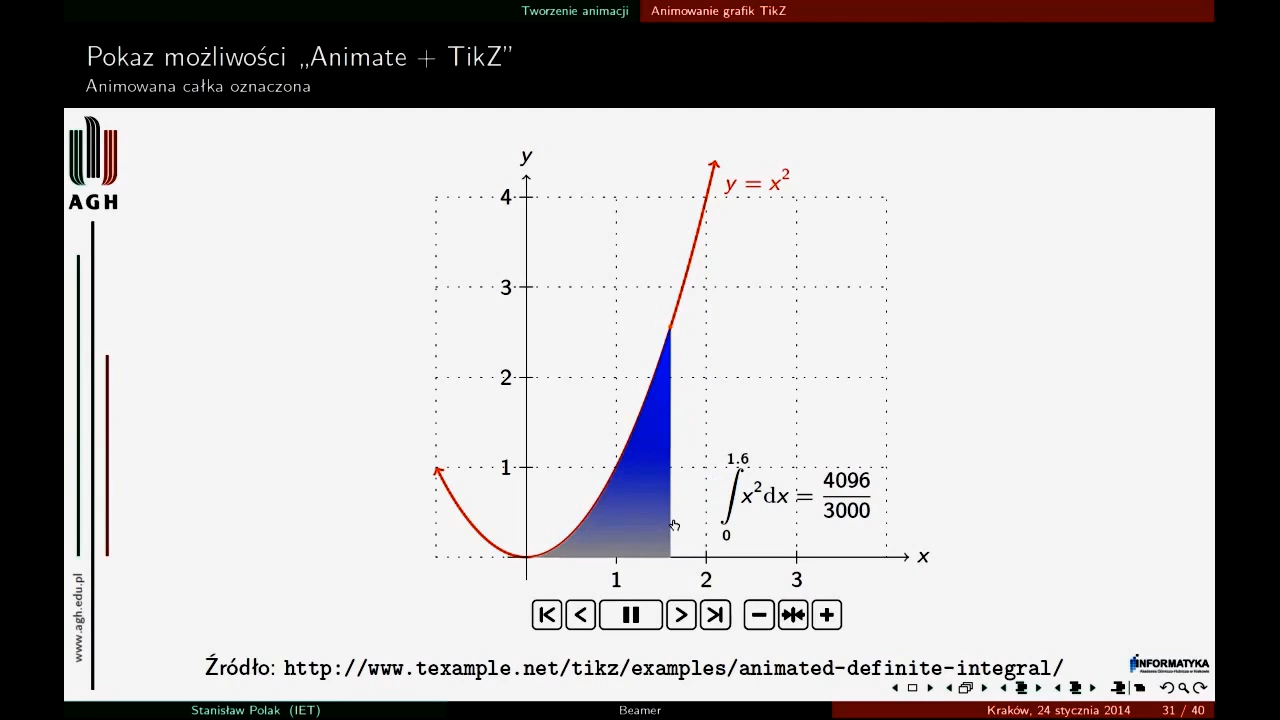 Tworzenie animacji Animowanie grafik TikZ
Pokaz możliwości „Animate + TikZ”
Animowana całka oznaczona
AGH
www.agh.edu.pl
y
y = x²
4
3
2
1
1.6
∫ x²dx = 4096/3000
0
x
1 2 3
Źródło: http://www.texample.net/tikz/examples/animated-definite-integral/
INFORMATYKA
Stanisław Polak (IET) Beamer Kraków, 24 stycznia 2014 31 / 40